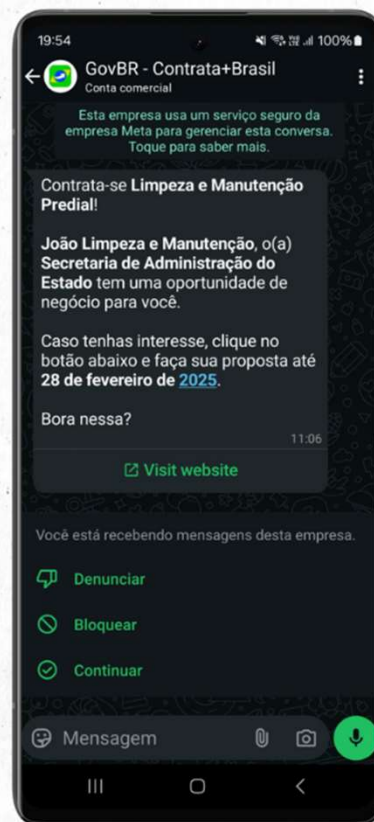 19:54
100%
GovBR - Contrata+Brasil
Conta comercial
Esta empresa usa um serviço seguro da
empresa Meta para gerenciar esta conversa.
Toque para saber mais.
Contrata-se Limpeza e Manutenção
Predial!
João Limpeza e Manutenção, o(a)
Secretaria de Administração do
Estado tem uma oportunidade de
negócio para você.
Caso tenhas interesse, clique no
botão abaixo e faça sua proposta até
28 de fevereiro de 2025.
Bora nessa?
11:06
Visit website
Você está recebendo mensagens desta empresa.
Denunciar
Bloquear
Continuar
Mensagem